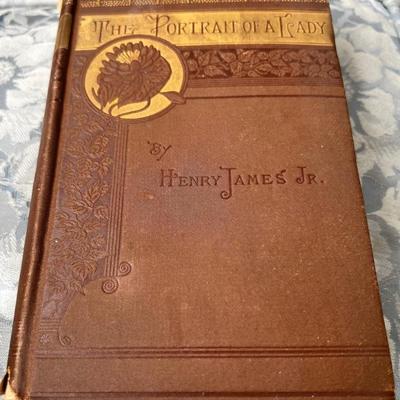 THE PORTRAIT OF A LADY
BY
HENRY JAMES JR.